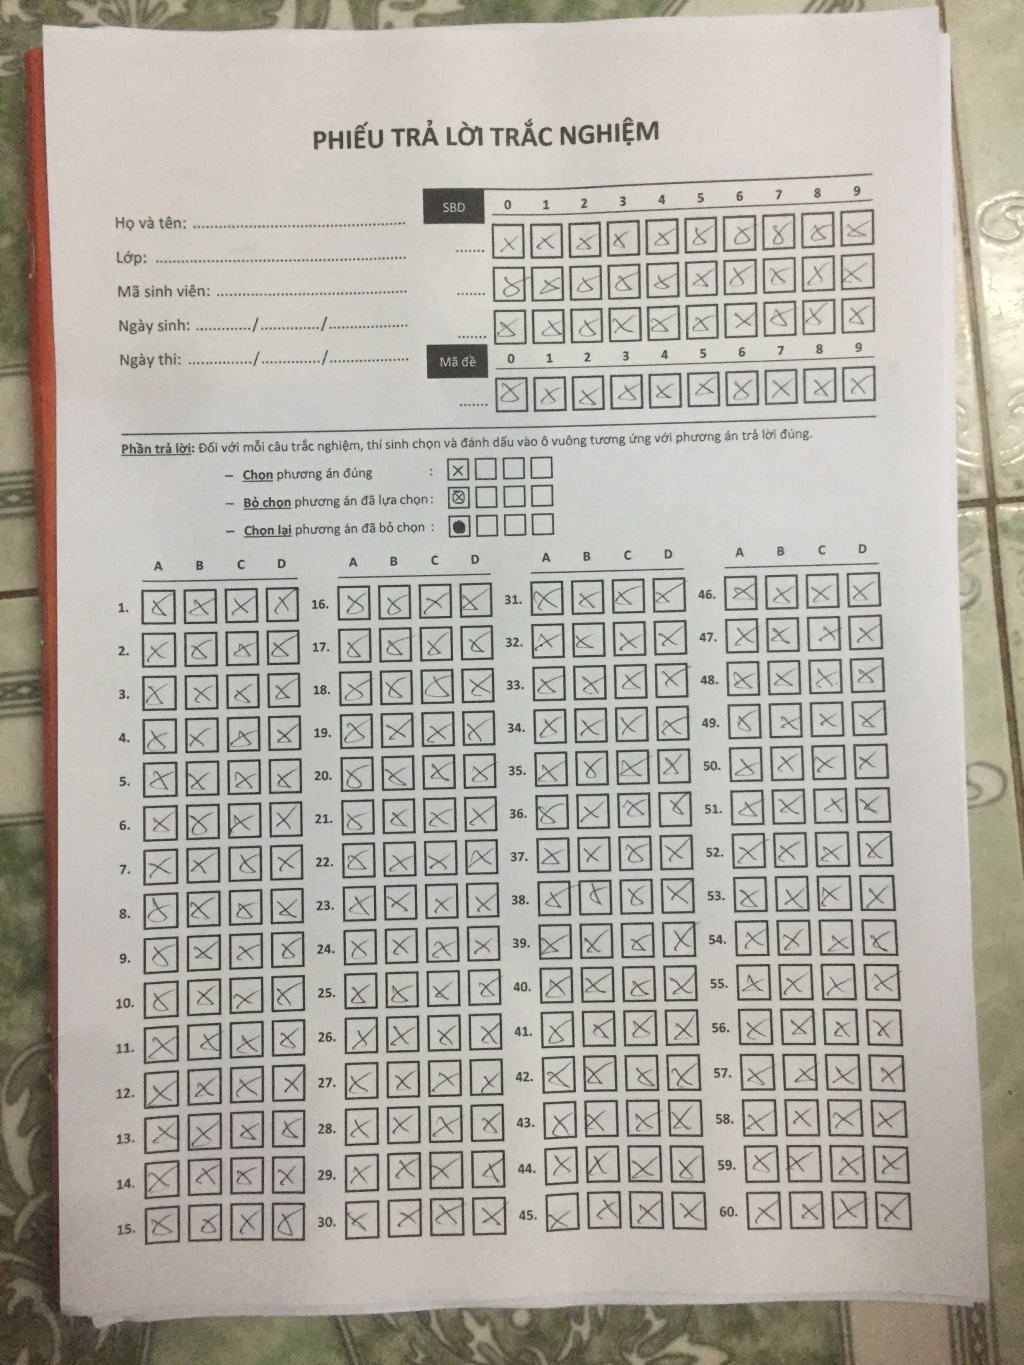 PHIẾU TRẢ LỜI TRẮC NGHIỆM
SBD 0 1 2 3 4 5 6 7 8 9
Họ và tên: ............................................
Lớp: ....................................................
Mã sinh viên: .......................................
Ngày sinh: ............/............./..................
Ngày thi: ............./............./..................
Mã đề 0 1 2 3 4 5 6 7 8 9
Phần trả lời: Đối với mỗi câu trắc nghiệm, thí sinh chọn và đánh dấu vào ô vuông tương ứng với phương án trả lời đúng.
– Chọn phương án đúng :
– Bỏ chọn phương án đã lựa chọn :
– Chọn lại phương án đã bỏ chọn :
A B C D A B C D A B C D A B C D
1. 16. 31. 46.
2. 17. 32. 47.
3. 18. 33. 48.
4. 19. 34. 49.
5. 20. 35. 50.
6. 21. 36. 51.
7. 22. 37. 52.
8. 23. 38. 53.
9. 24. 39. 54.
10. 25. 40. 55.
11. 26. 41. 56.
12. 27. 42. 57.
13. 28. 43. 58.
14. 29. 44. 59.
15. 30. 45. 60.